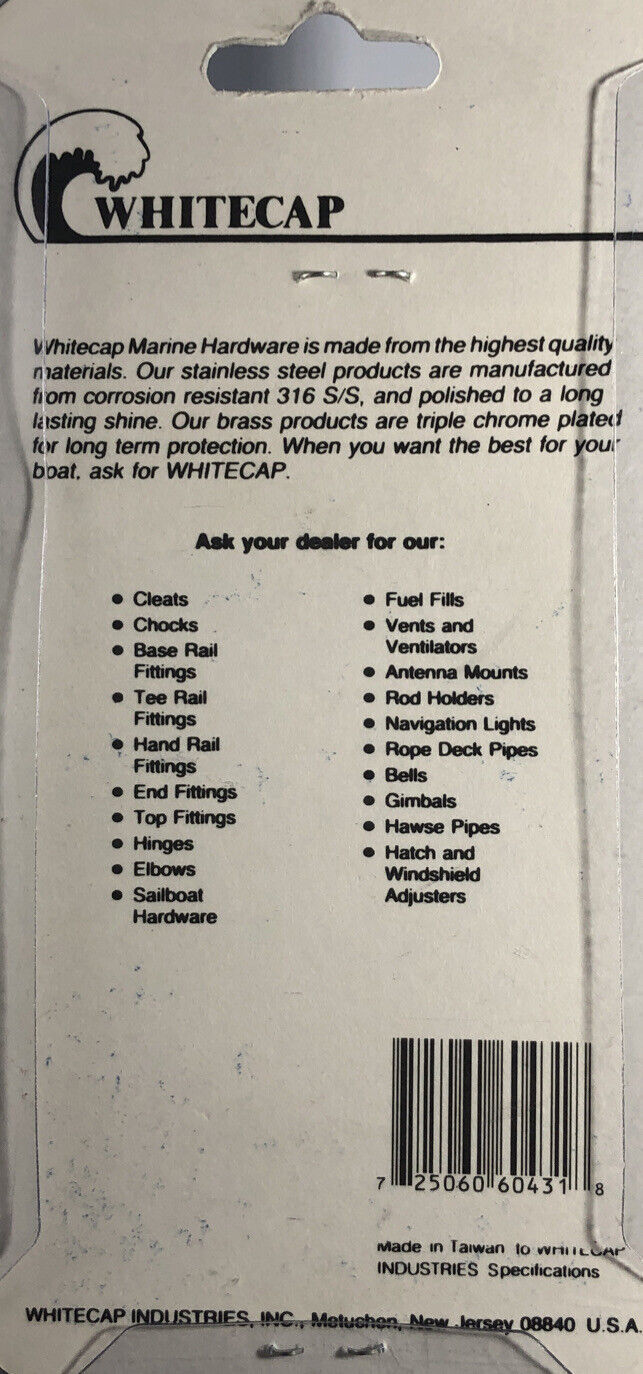 WHITECAP
Whitecap Marine Hardware is made from the highest quality
materials. Our stainless steel products are manufactured
from corrosion resistant 316 S/S, and polished to a long
lasting shine. Our brass products are triple chrome plated
for long term protection. When you want the best for your
boat, ask for WHITECAP.
Ask your dealer for our:
• Cleats
• Chocks
• Base Rail
Fittings
• Tee Rail
Fittings
• Hand Rail
Fittings
• End Fittings
• Top Fittings
• Hinges
• Elbows
• Sailboat
Hardware
• Fuel Fills
• Vents and
Ventilators
• Antenna Mounts
• Rod Holders
• Navigation Lights
• Rope Deck Pipes
• Bells
• Gimbals
• Hawse Pipes
• Hatch and
Windshield
Adjusters
7 25060 60431 8
Made in Taiwan to WHITECAP
INDUSTRIES Specifications
WHITECAP INDUSTRIES, INC., Metuchen, New Jersey 08840 U.S.A.